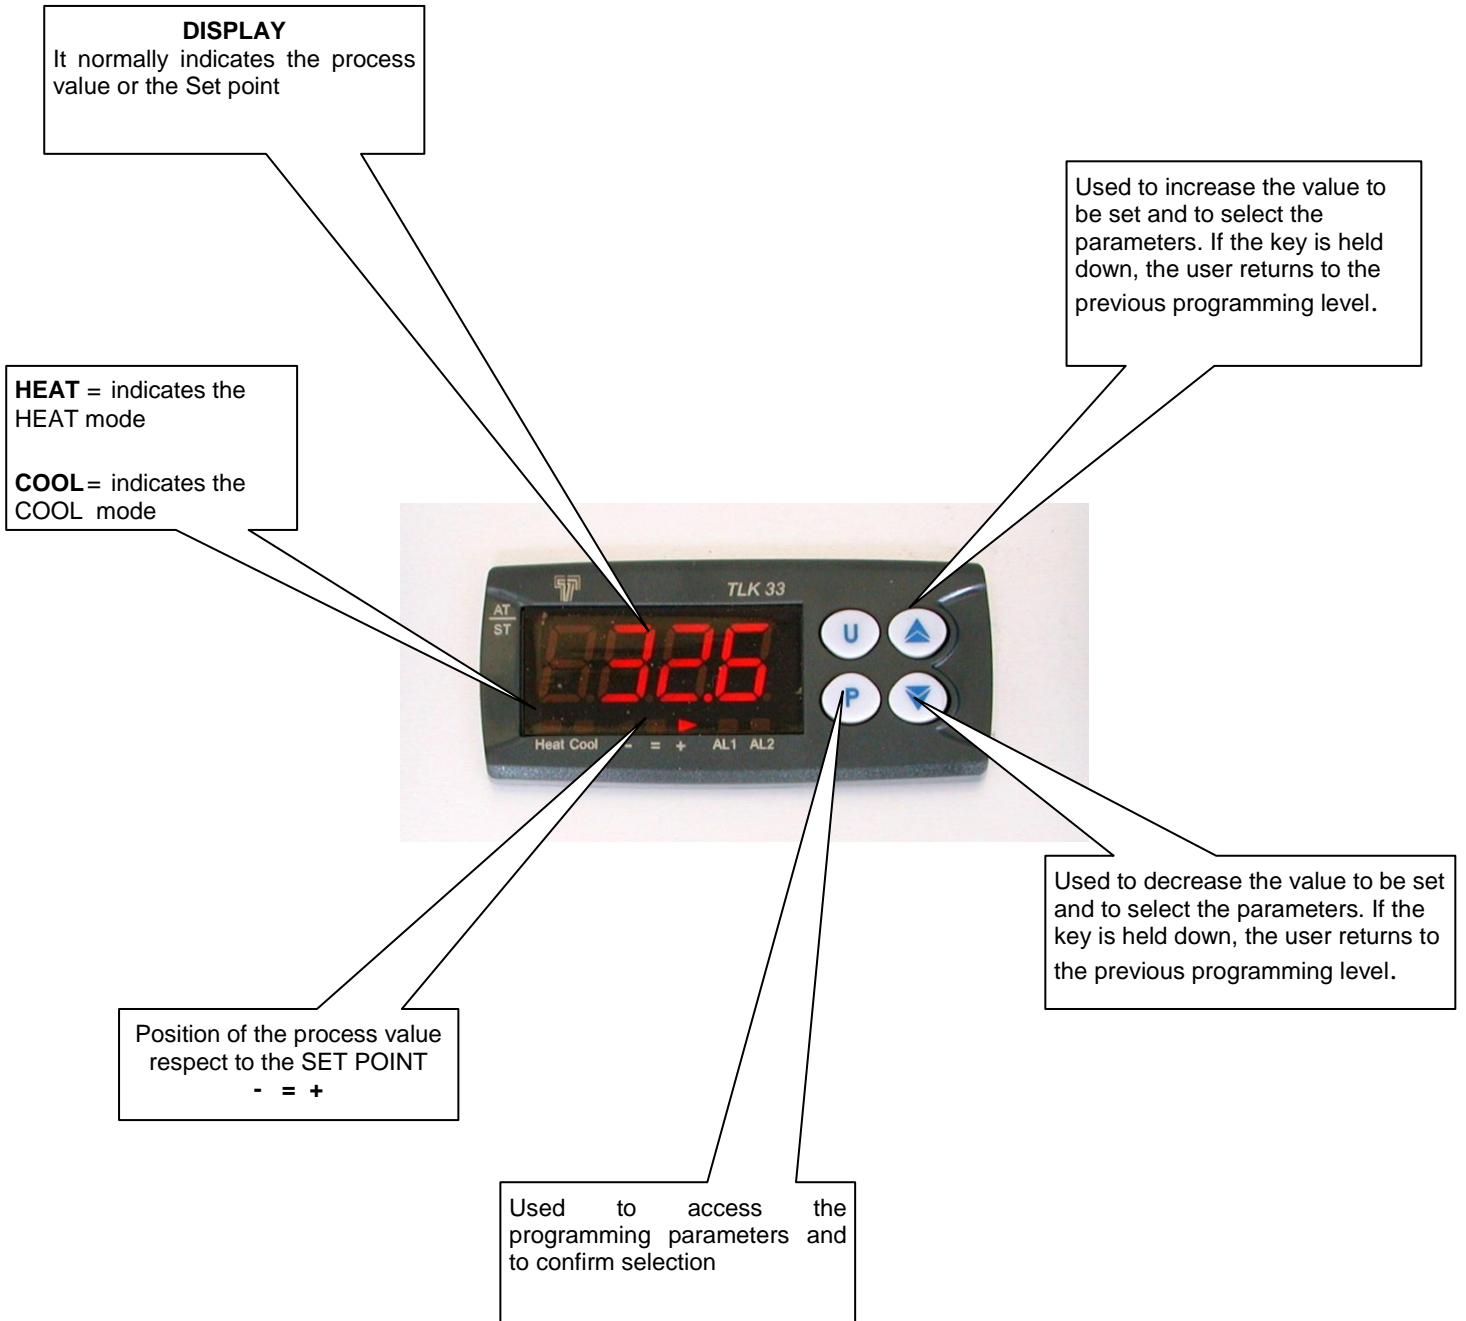 DISPLAY
It normally indicates the process
value or the Set point
Used to increase the value to
be set and to select the
parameters. If the key is held
down, the user returns to the
previous programming level.
HEAT = indicates the
HEAT mode
COOL= indicates the
COOL mode
TLK 33
AT
ST
32.6
U
P
Heat Cool - = + AL1 AL2
Used to decrease the value to be set
and to select the parameters. If the
key is held down, the user returns to
the previous programming level.
Position of the process value
respect to the SET POINT
- = +
Used to access the
programming parameters and
to confirm selection